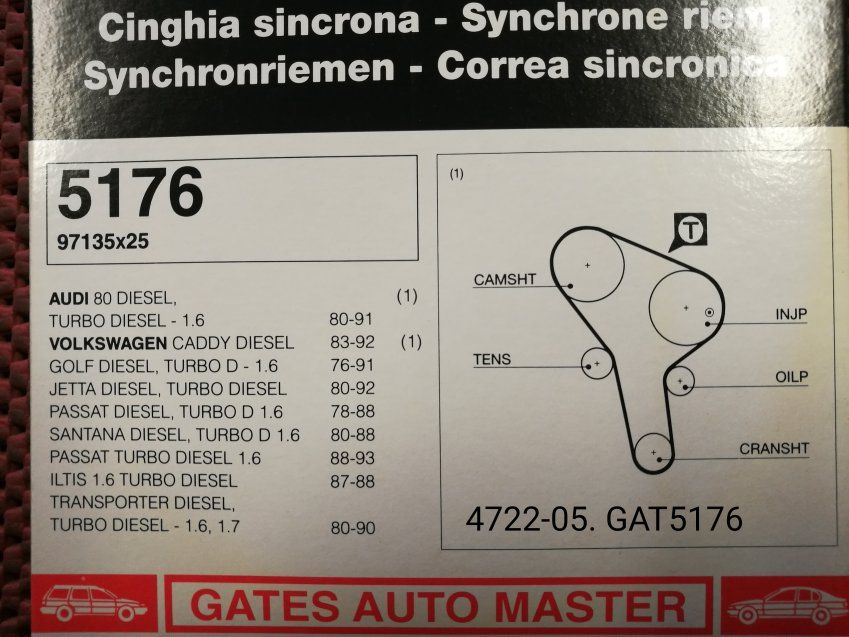 Cinghia sincrona - Synchrone riem
Synchronriemen - Correa sincronica
5176
97135x25
AUDI 80 DIESEL, (1)
TURBO DIESEL - 1.6 80-91
VOLKSWAGEN CADDY DIESEL 83-92 (1)
GOLF DIESEL, TURBO D - 1.6 76-91
JETTA DIESEL, TURBO DIESEL 80-92
PASSAT DIESEL, TURBO D 1.6 78-88
SANTANA DIESEL, TURBO D 1.6 80-88
PASSAT TURBO DIESEL 1.6 88-93
ILTIS 1.6 TURBO DIESEL 87-88
TRANSPORTER DIESEL,
TURBO DIESEL - 1.6, 1.7 80-90
(1)
T
CAMSHT
INJP
TENS
OILP
CRANSHT
4722-05. GAT5176
GATES AUTO MASTER